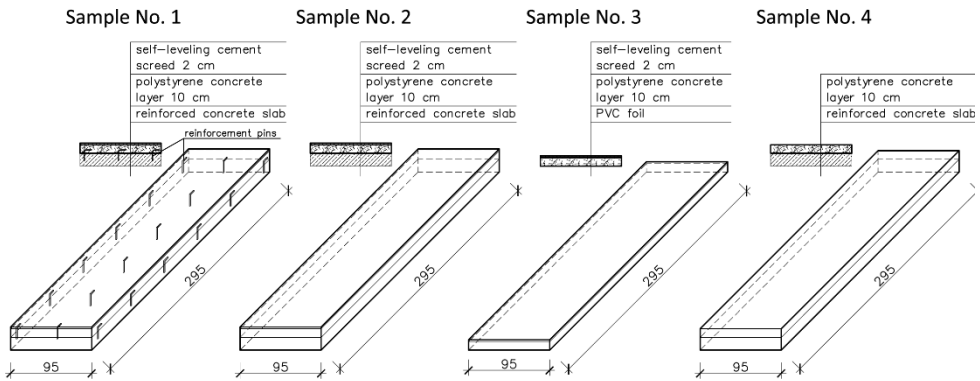 Sample No. 1
self-leveling cement
screed 2 cm
polystyrene concrete
layer 10 cm
reinforced concrete slab
reinforcement pins
295
95
Sample No. 2
self-leveling cement
screed 2 cm
polystyrene concrete
layer 10 cm
reinforced concrete slab
295
95
Sample No. 3
self-leveling cement
screed 2 cm
polystyrene concrete
layer 10 cm
PVC foil
295
95
Sample No. 4
polystyrene concrete
layer 10 cm
reinforced concrete slab
295
95